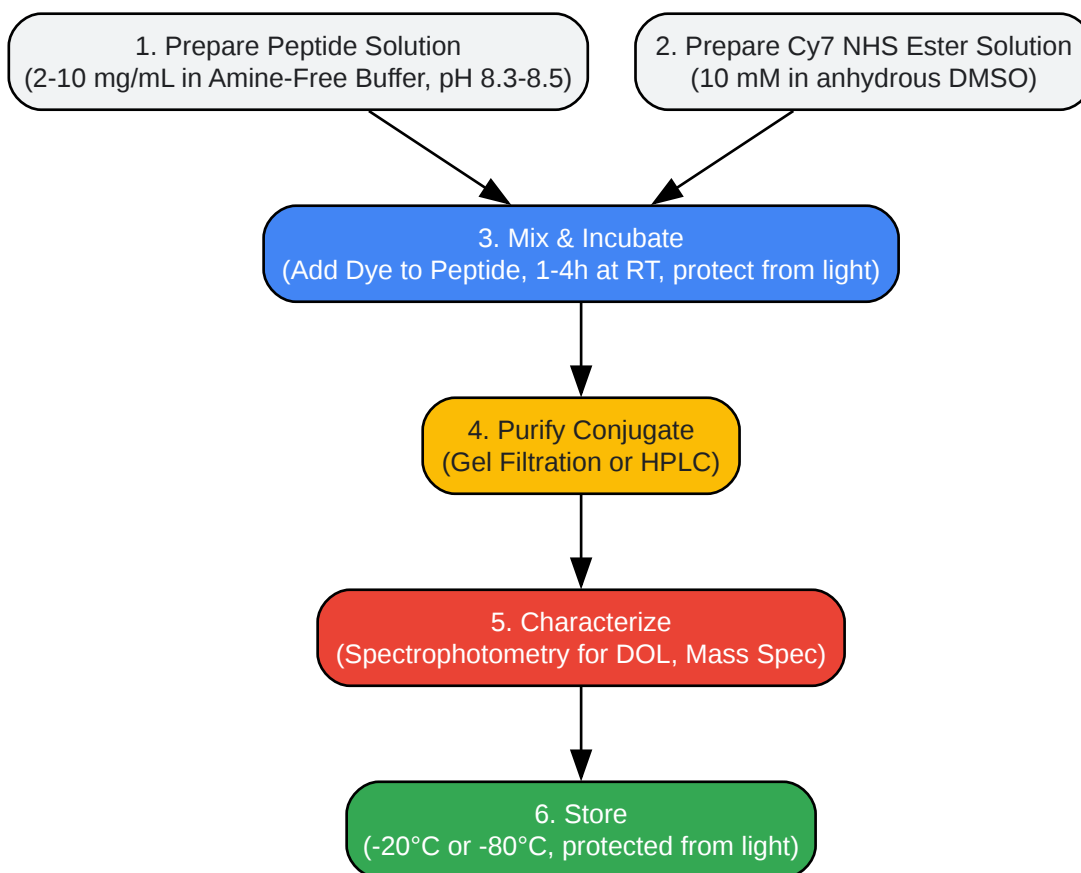 1. Prepare Peptide Solution
(2-10 mg/mL in Amine-Free Buffer, pH 8.3-8.5)
2. Prepare Cy7 NHS Ester Solution
(10 mM in anhydrous DMSO)
3. Mix & Incubate
(Add Dye to Peptide, 1-4h at RT, protect from light)
4. Purify Conjugate
(Gel Filtration or HPLC)
5. Characterize
(Spectrophotometry for DOL, Mass Spec)
6. Store
(-20°C or -80°C, protected from light)